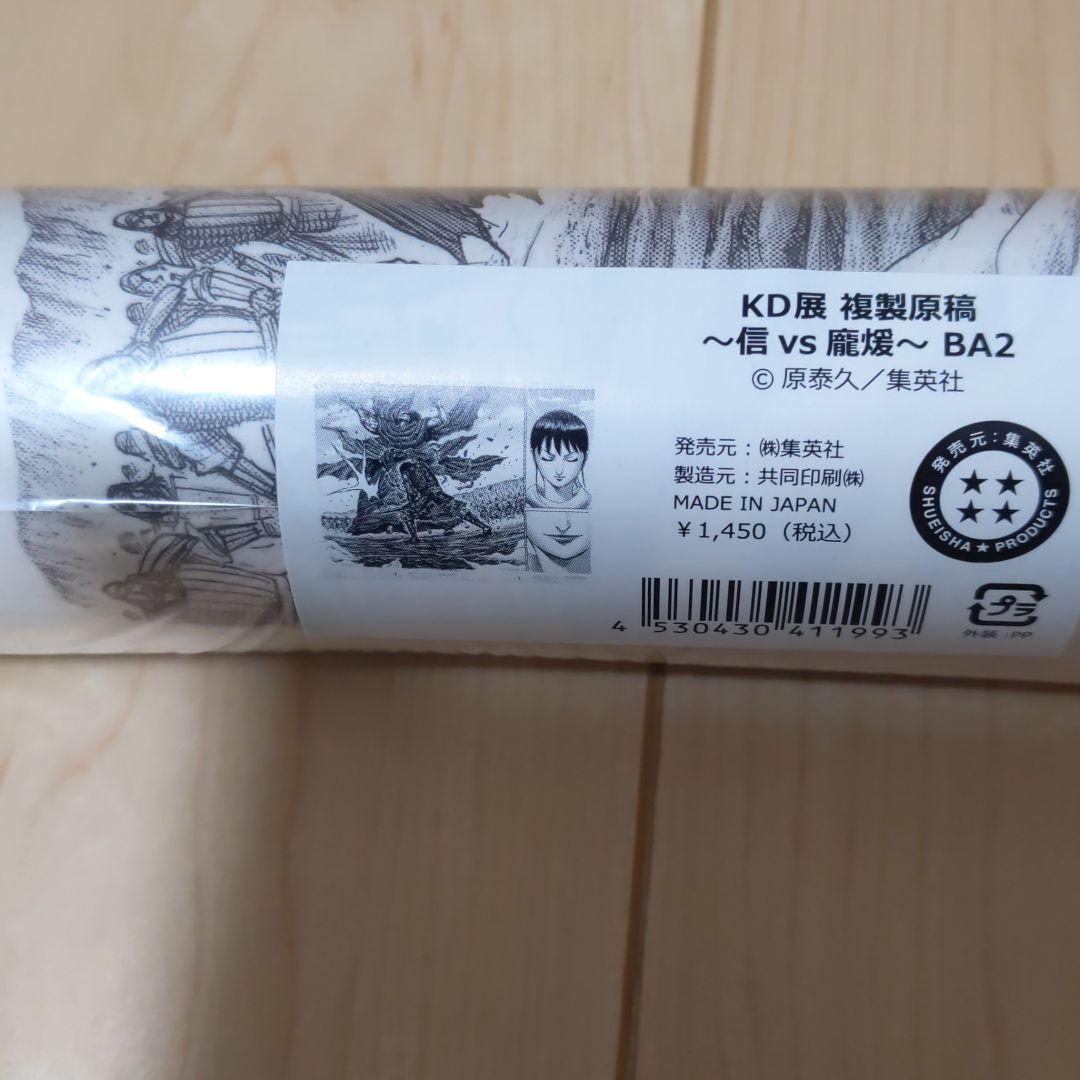 KD展 複製原稿
～信 vs 龐煖～ BA2
© 原泰久／集英社
発売元：㈱集英社
製造元：共同印刷㈱
MADE IN JAPAN
￥1,450（税込）
発売元：集英社
SHUEISHA★PRODUCTS
4 530430 411993
プラ
外装：PP